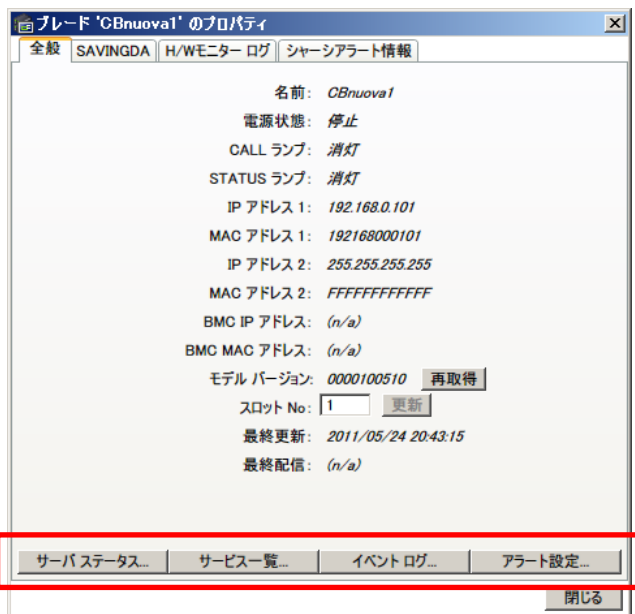 ブレード 'CBnuova1' のプロパティ
全般 SAVINGDA H/Wモニター ログ シャーシアラート情報
名前: CBnuova1
電源状態: 停止
CALL ランプ: 消灯
STATUS ランプ: 消灯
IP アドレス 1: 192.168.0.101
MAC アドレス 1: 192168000101
IP アドレス 2: 255.255.255.255
MAC アドレス 2: FFFFFFFFFFFF
BMC IP アドレス: (n/a)
BMC MAC アドレス: (n/a)
モデル バージョン: 0000100510 再取得
スロット No: 1 更新
最終更新: 2011/05/24 20:43:15
最終配信: (n/a)
サーバ ステータス... サービス一覧... イベント ログ... アラート設定...
閉じる